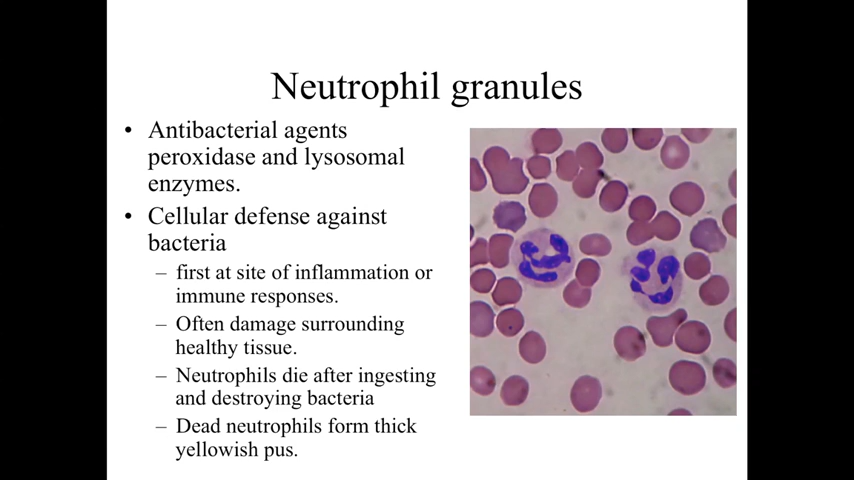 Neutrophil granules
• Antibacterial agents
peroxidase and lysosomal
enzymes.
• Cellular defense against
bacteria
– first at site of inflammation or
immune responses.
– Often damage surrounding
healthy tissue.
– Neutrophils die after ingesting
and destroying bacteria
– Dead neutrophils form thick
yellowish pus.